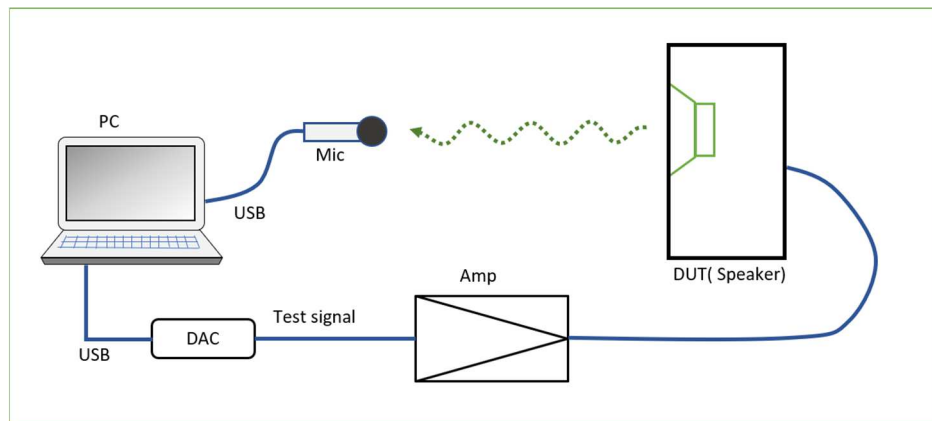 PC
Mic
USB
DUT( Speaker)
Amp
Test signal
DAC
USB